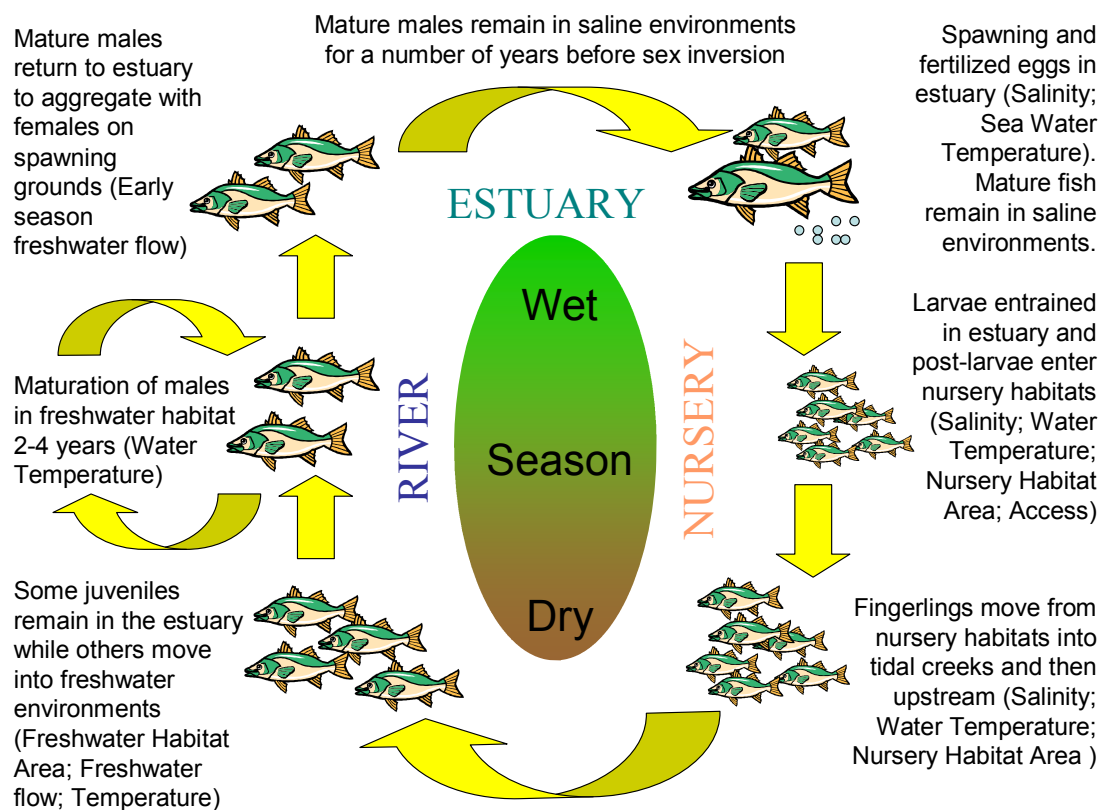 Mature males remain in saline environments
for a number of years before sex inversion
Mature males
return to estuary
to aggregate with
females on
spawning
grounds (Early
season
freshwater flow)
Spawning and
fertilized eggs in
estuary (Salinity;
Sea Water
Temperature).
Mature fish
remain in saline
environments.
ESTUARY
Wet
Season
Dry
RIVER
NURSERY
Maturation of males
in freshwater habitat
2-4 years (Water
Temperature)
Larvae entrained
in estuary and
post-larvae enter
nursery habitats
(Salinity; Water
Temperature;
Nursery Habitat
Area; Access)
Some juveniles
remain in the estuary
while others move
into freshwater
environments
(Freshwater Habitat
Area; Freshwater
flow; Temperature)
Fingerlings move from
nursery habitats into
tidal creeks and then
upstream (Salinity;
Water Temperature;
Nursery Habitat Area )